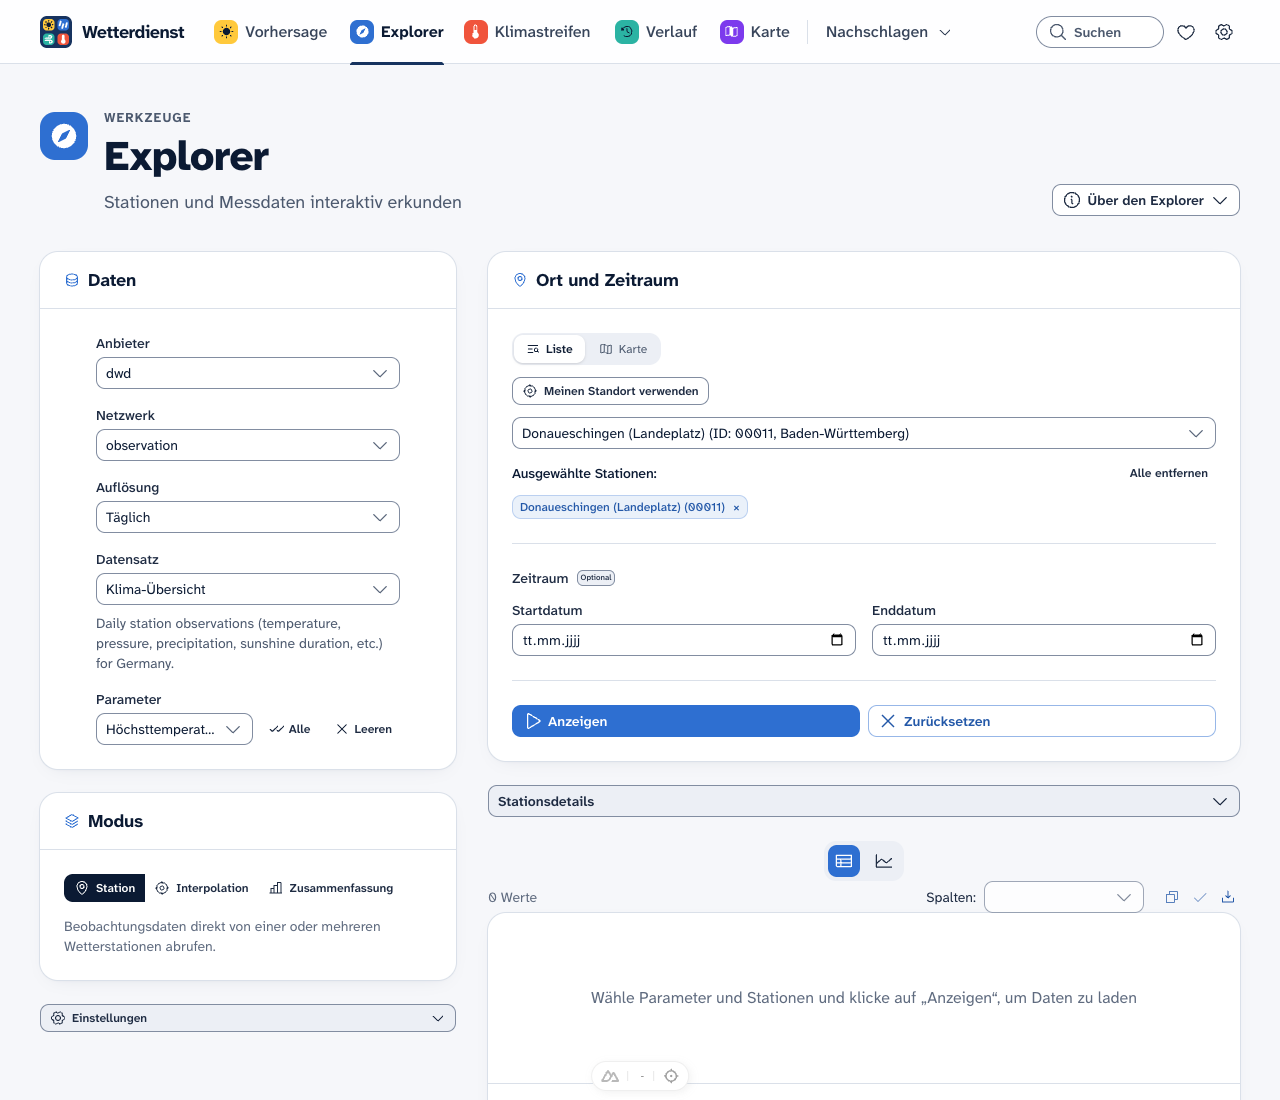 Wetterdienst
Vorhersage
Explorer
Klimastreifen
Verlauf
Karte
Nachschlagen
Suchen
WERKZEUGE
Explorer
Stationen und Messdaten interaktiv erkunden
Über den Explorer
Daten
Anbieter
dwd
Netzwerk
observation
Auflösung
Täglich
Datensatz
Klima-Übersicht
Daily station observations (temperature,
pressure, precipitation, sunshine duration, etc.)
for Germany.
Parameter
Höchsttemperat...
Alle
Leeren
Modus
Station
Interpolation
Zusammenfassung
Beobachtungsdaten direkt von einer oder mehreren
Wetterstationen abrufen.
Einstellungen
Ort und Zeitraum
Liste
Karte
Meinen Standort verwenden
Donaueschingen (Landeplatz) (ID: 00011, Baden-Württemberg)
Ausgewählte Stationen:
Alle entfernen
Donaueschingen (Landeplatz) (00011) ×
Zeitraum
Optional
Startdatum
Enddatum
tt.mm.jjjj
tt.mm.jjjj
Anzeigen
Zurücksetzen
Stationsdetails
0 Werte
Spalten:
Wähle Parameter und Stationen und klicke auf „Anzeigen“, um Daten zu laden
-